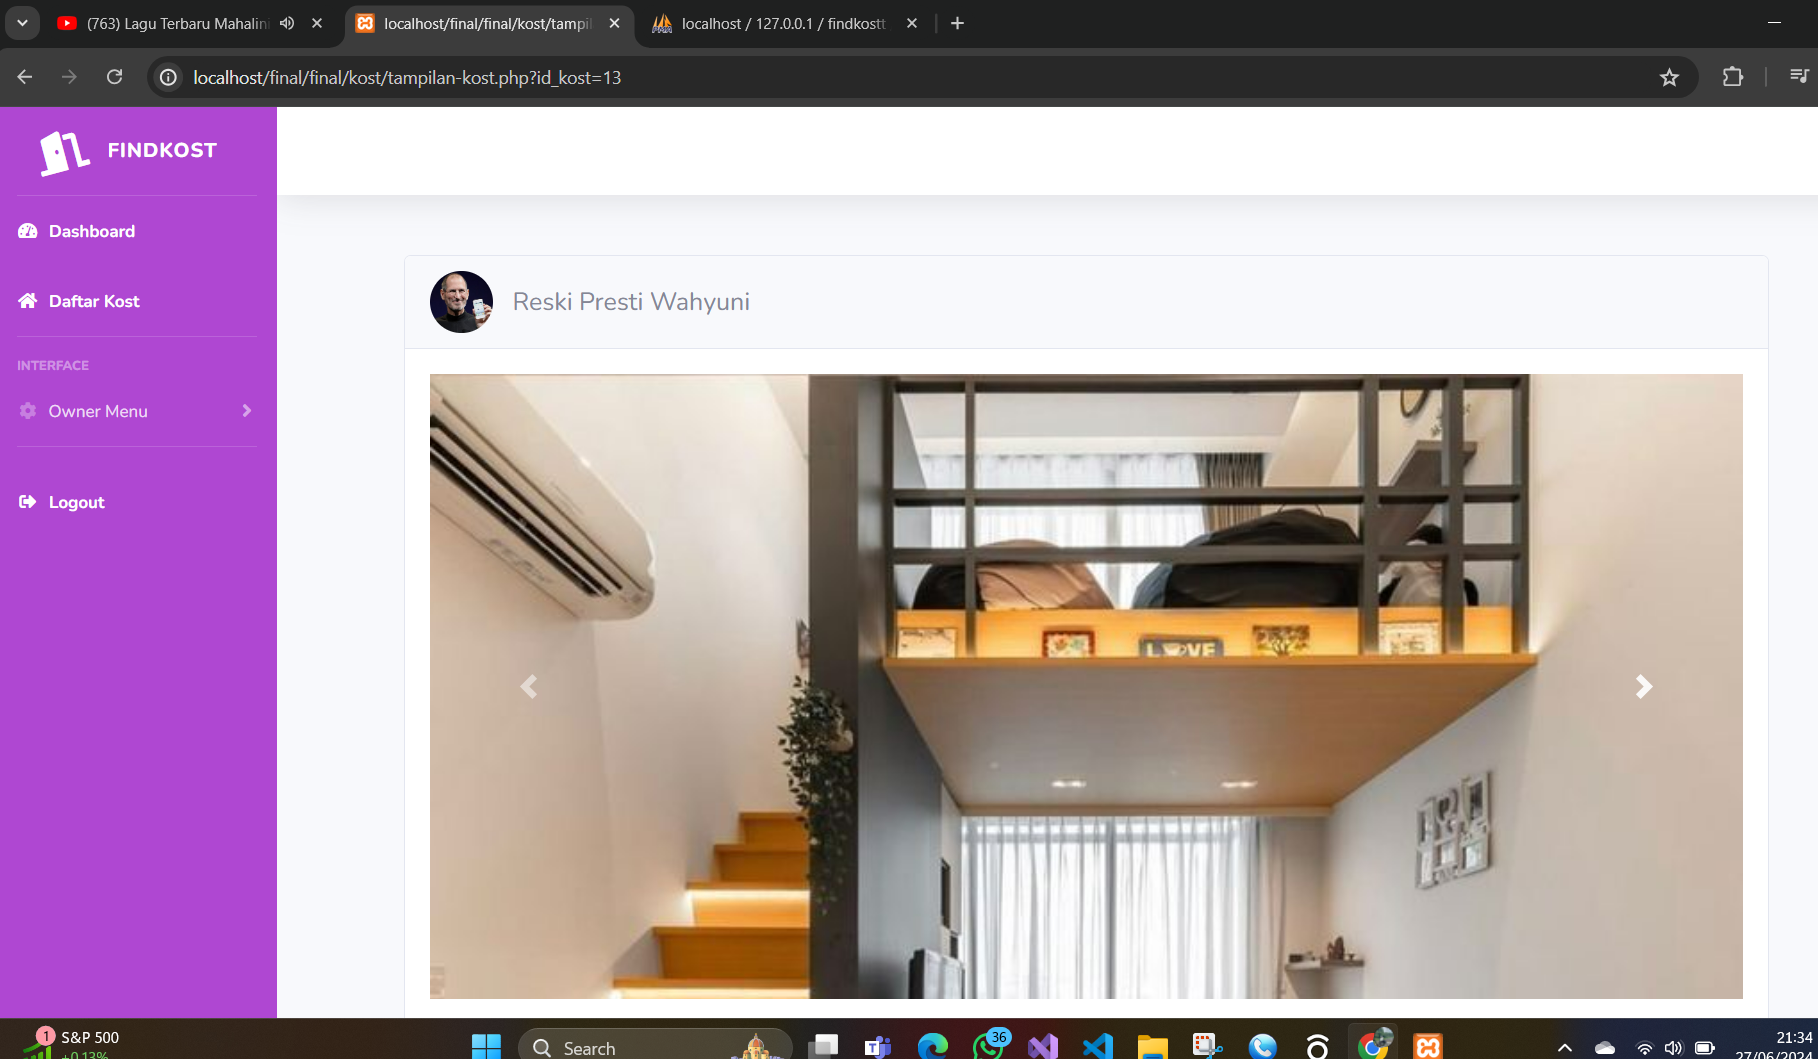 (763) Lagu Terbaru Mahalin
localhost/final/final/kost/tampil
localhost / 127.0.0.1 / findkostt
localhost/final/final/kost/tampilan-kost.php?id_kost=13
FINDKOST
Dashboard
Daftar Kost
INTERFACE
Owner Menu
Logout
Reski Presti Wahyuni
LOVE
1
S&P 500
+0.13%
Search
36
21:34
27/06/2024